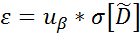 ε = u_β * σ[D̃]